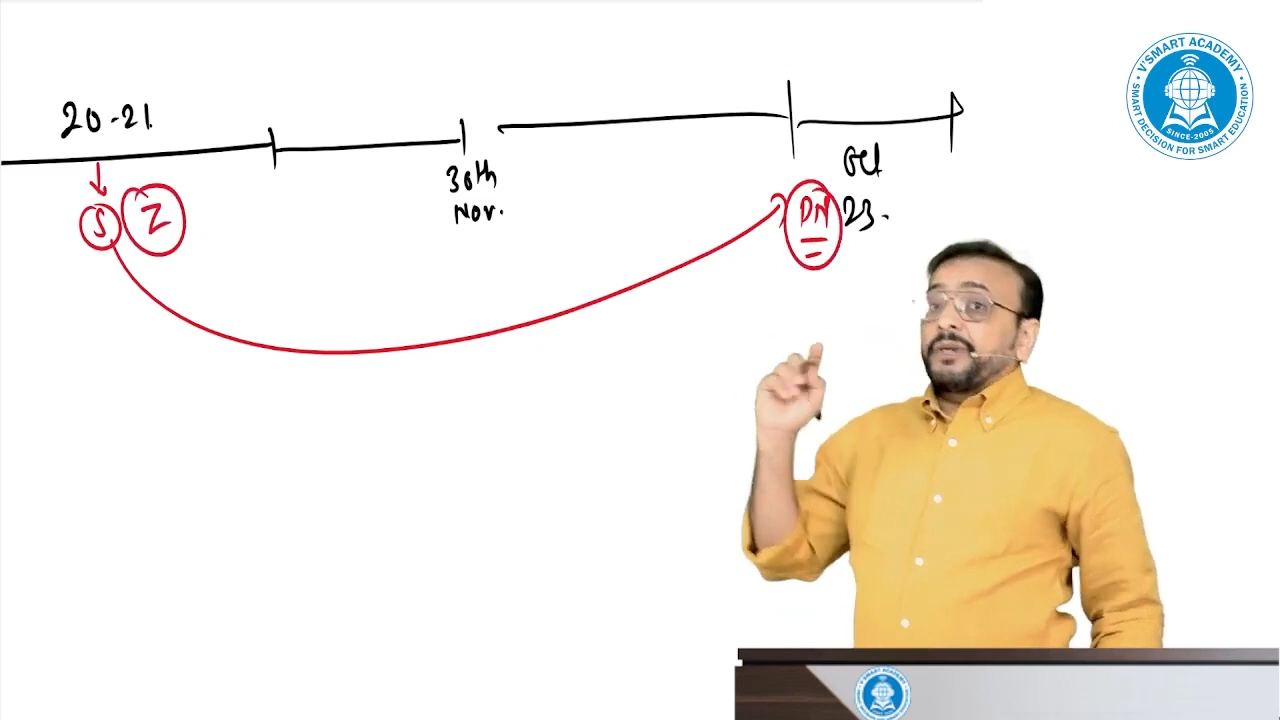 20-21
30th
Nov.
Oct
23.
S
Z
DN
V'SMART ACADEMY
SMART DECISION FOR SMART EDUCATION
SINCE-2005